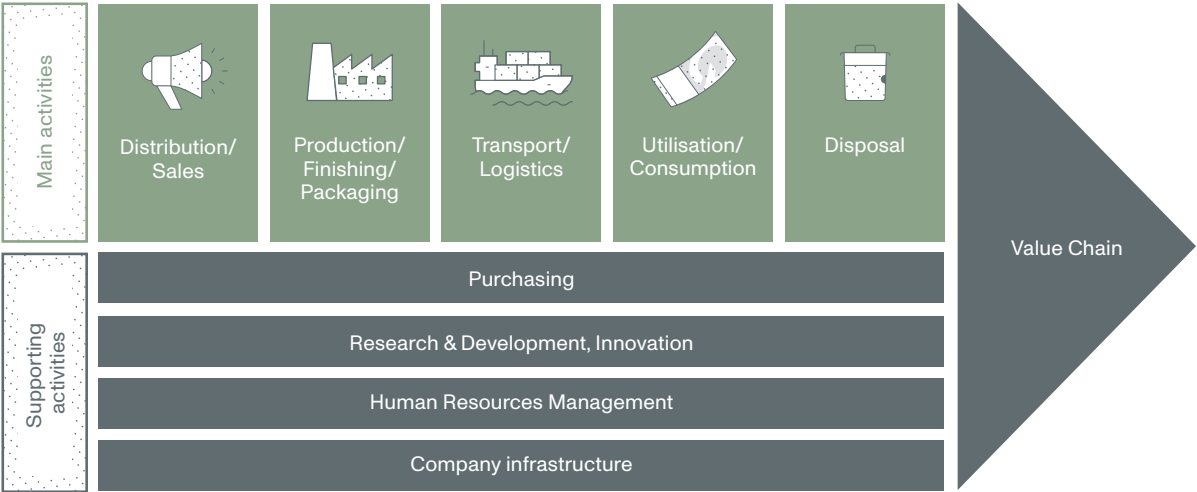 Main activities
Distribution/
Sales
Production/
Finishing/
Packaging
Transport/
Logistics
Utilisation/
Consumption
Disposal
Supporting
activities
Purchasing
Research & Development, Innovation
Human Resources Management
Company infrastructure
Value Chain